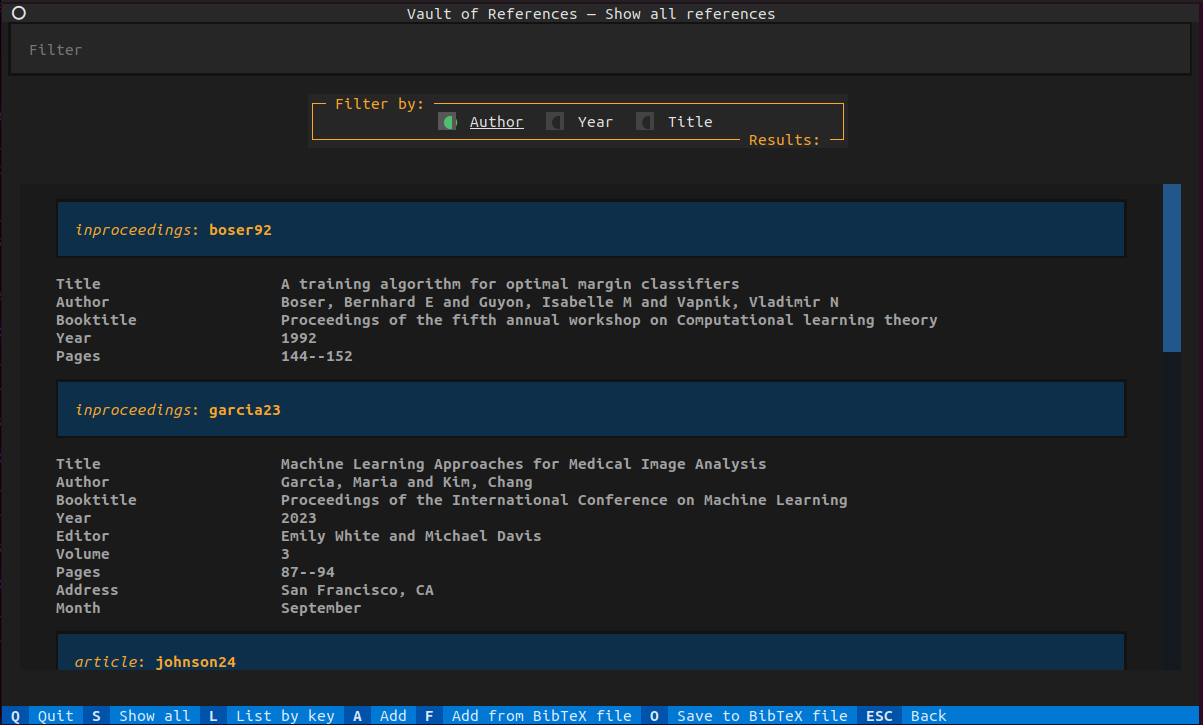 Vault of References — Show all references
Filter
Filter by:
Author Year Title
Results:
inproceedings: boser92
Title A training algorithm for optimal margin classifiers
Author Boser, Bernhard E and Guyon, Isabelle M and Vapnik, Vladimir N
Booktitle Proceedings of the fifth annual workshop on Computational learning theory
Year 1992
Pages 144--152
inproceedings: garcia23
Title Machine Learning Approaches for Medical Image Analysis
Author Garcia, Maria and Kim, Chang
Booktitle Proceedings of the International Conference on Machine Learning
Year 2023
Editor Emily White and Michael Davis
Volume 3
Pages 87--94
Address San Francisco, CA
Month September
article: johnson24
Q Quit S Show all L List by key A Add F Add from BibTeX file O Save to BibTeX file ESC Back